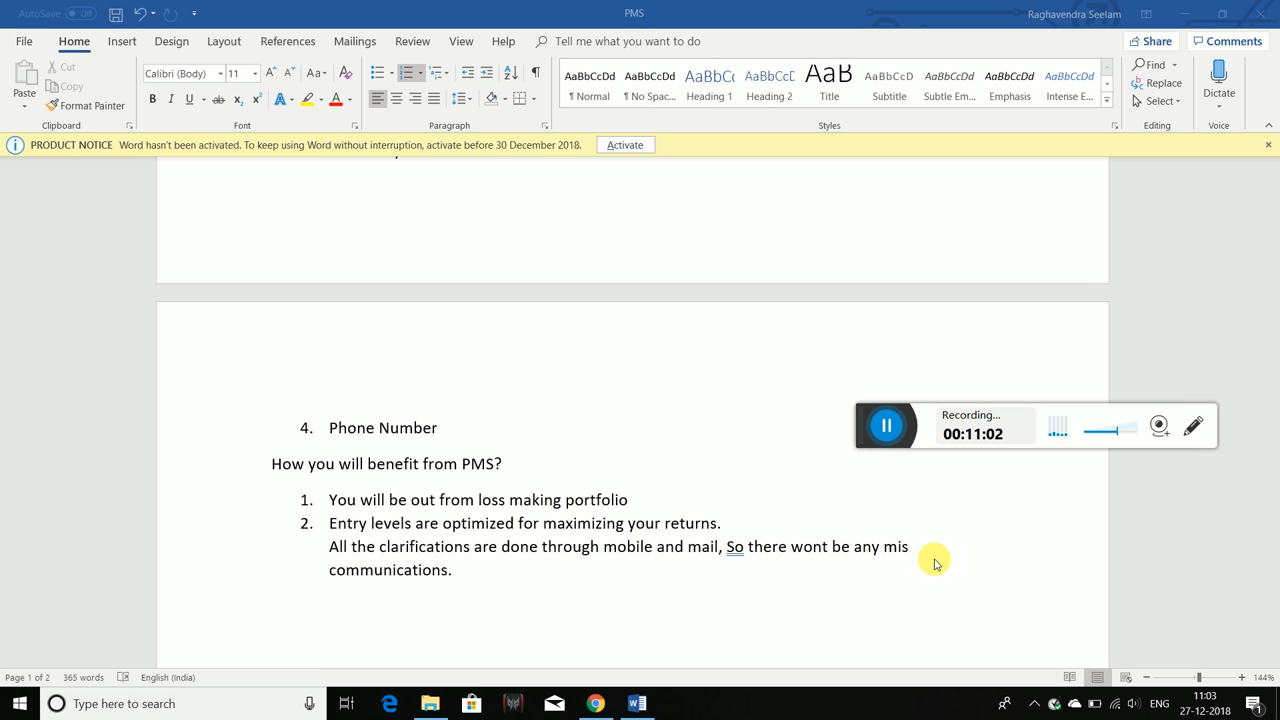 AutoSave Off
PMS
Raghavendra Seelam
File Home Insert Design Layout References Mailings Review View Help Tell me what you want to do Share Comments
Paste
Cut
Copy
Format Painter
Clipboard
Calibri (Body) 11
Font
Paragraph
AaBbCcDd AaBbCcDd AaBbC( AaBbCcE AaB AaBbCcDd AaBbCcDd AaBbCcDd AaBbCcDd
¶ Normal ¶ No Spac... Heading 1 Heading 2 Title Subtitle Subtle Em... Emphasis Intense E...
Styles
Find
Replace
Select
Editing
Dictate
Voice
PRODUCT NOTICE Word hasn't been activated. To keep using Word without interruption, activate before 30 December 2018. Activate
4. Phone Number
How you will benefit from PMS?
1. You will be out from loss making portfolio
2. Entry levels are optimized for maximizing your returns.
All the clarifications are done through mobile and mail, So there wont be any mis
communications.
Recording...
00:11:02
Page 1 of 2 365 words English (India) 144%
Type here to search
ENG
11:03
27-12-2018